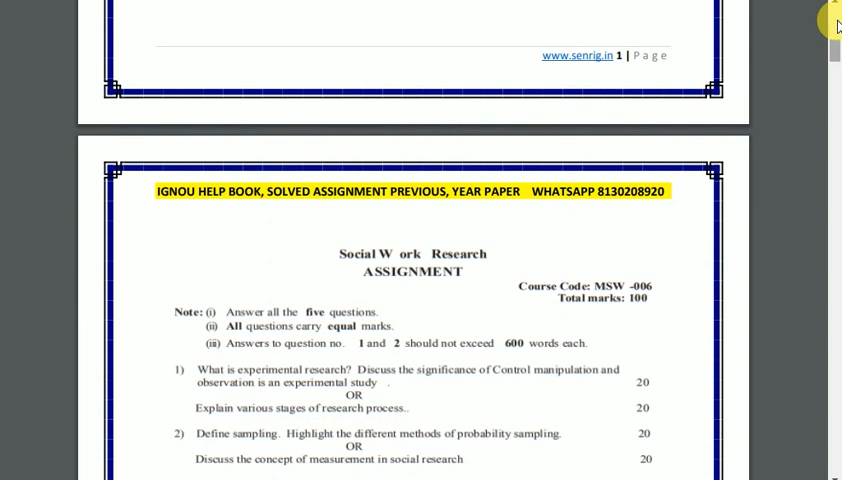 www.senrig.in 1 | Page
IGNOU HELP BOOK, SOLVED ASSIGNMENT PREVIOUS, YEAR PAPER WHATSAPP 8130208920
Social W ork Research
ASSIGNMENT
Course Code: MSW -006
Total marks: 100
Note: (i) Answer all the five questions.
(ii) All questions carry equal marks.
(iii) Answers to question no. 1 and 2 should not exceed 600 words each.
1) What is experimental research? Discuss the significance of Control manipulation and
observation is an experimental study . 20
OR
Explain various stages of research process.. 20
2) Define sampling. Highlight the different methods of probability sampling. 20
OR
Discuss the concept of measurement in social research 20